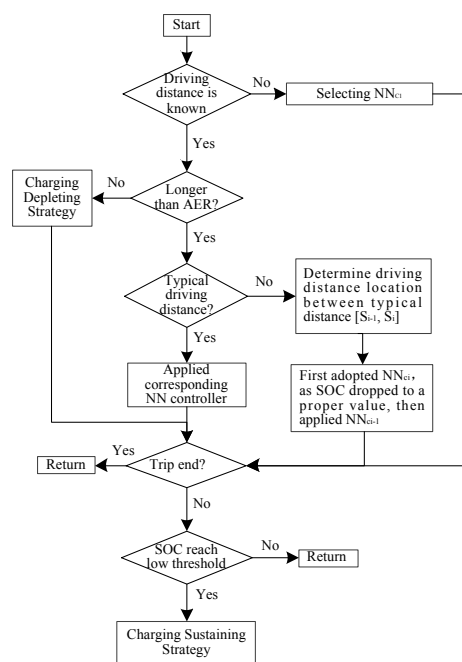 Start
Driving
distance is
known
No
Selecting NNc1
Yes
Charging
Depleting
Strategy
No
Longer
than AER?
Yes
Typical
driving
distance?
No
Determine driving
distance location
between typical
distance [Si-1, Si]
Yes
Applied
corresponding
NN controller
First adopted NNci,
as SOC dropped to a
proper value, then
applied NNci-1
Return
Yes
Trip end?
No
SOC reach
low threshold
No
Return
Yes
Charging Sustaining
Strategy